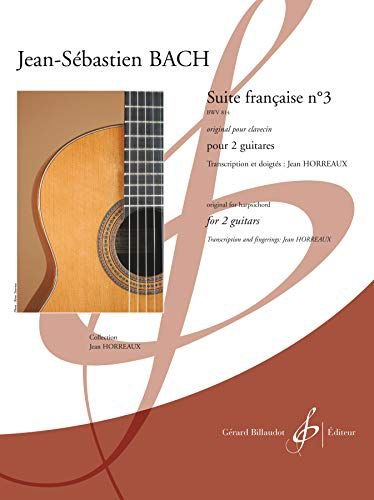 Jean-Sébastien BACH
Suite française n°3
BWV 814
original pour clavecin
pour 2 guitares
Transcription et doigtés : Jean HORREAUX
original for harpsichord
for 2 guitars
Transcription and fingerings: Jean HORREAUX
Collection
Jean HORREAUX
Gérard Billaudot Éditeur